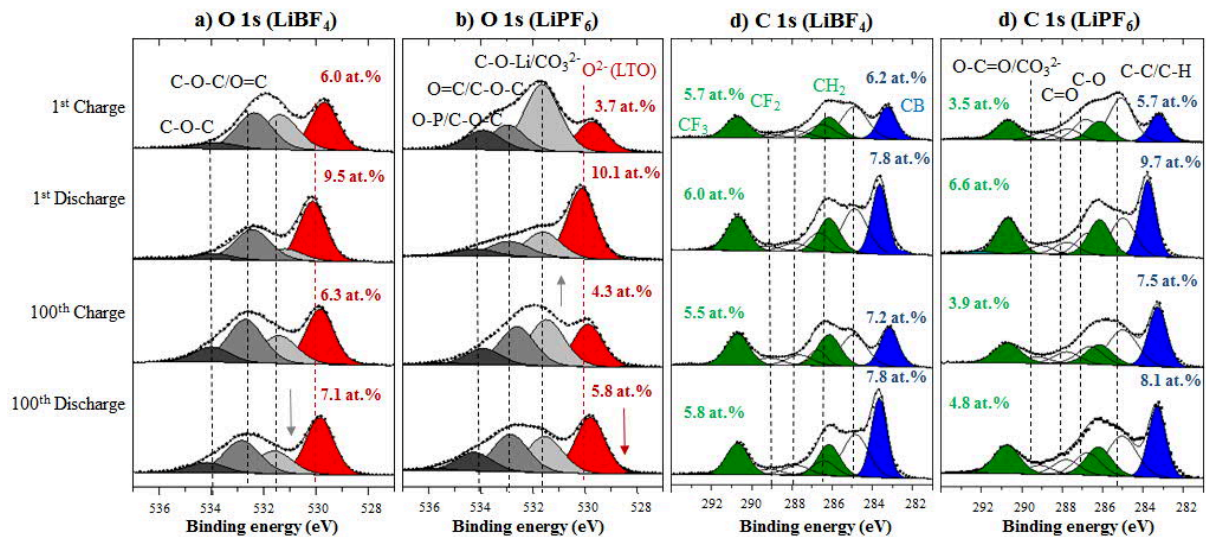 a) O 1s (LiBF4)
b) O 1s (LiPF6)
d) C 1s (LiBF4)
d) C 1s (LiPF6)
1st Charge
1st Discharge
100th Charge
100th Discharge
C-O-C/O=C
C-O-C
6.0 at.%
9.5 at.%
6.3 at.%
7.1 at.%
536 534 532 530 528
Binding energy (eV)
C-O-Li/CO3 2-
O=C/C-O-C
O-P/C-O-C
O2- (LTO)
3.7 at.%
10.1 at.%
4.3 at.%
5.8 at.%
536 534 532 530 528
Binding energy (eV)
5.7 at.%
CF3
CF2
CH2
6.2 at.%
CB
7.8 at.%
6.0 at.%
5.5 at.%
7.2 at.%
7.8 at.%
5.8 at.%
292 290 288 286 284 282
Binding energy (eV)
O-C=O/CO3 2-
C=O
C-O
C-C/C-H
3.5 at.%
5.7 at.%
9.7 at.%
6.6 at.%
7.5 at.%
3.9 at.%
8.1 at.%
4.8 at.%
292 290 288 286 284 282
Binding energy (eV)